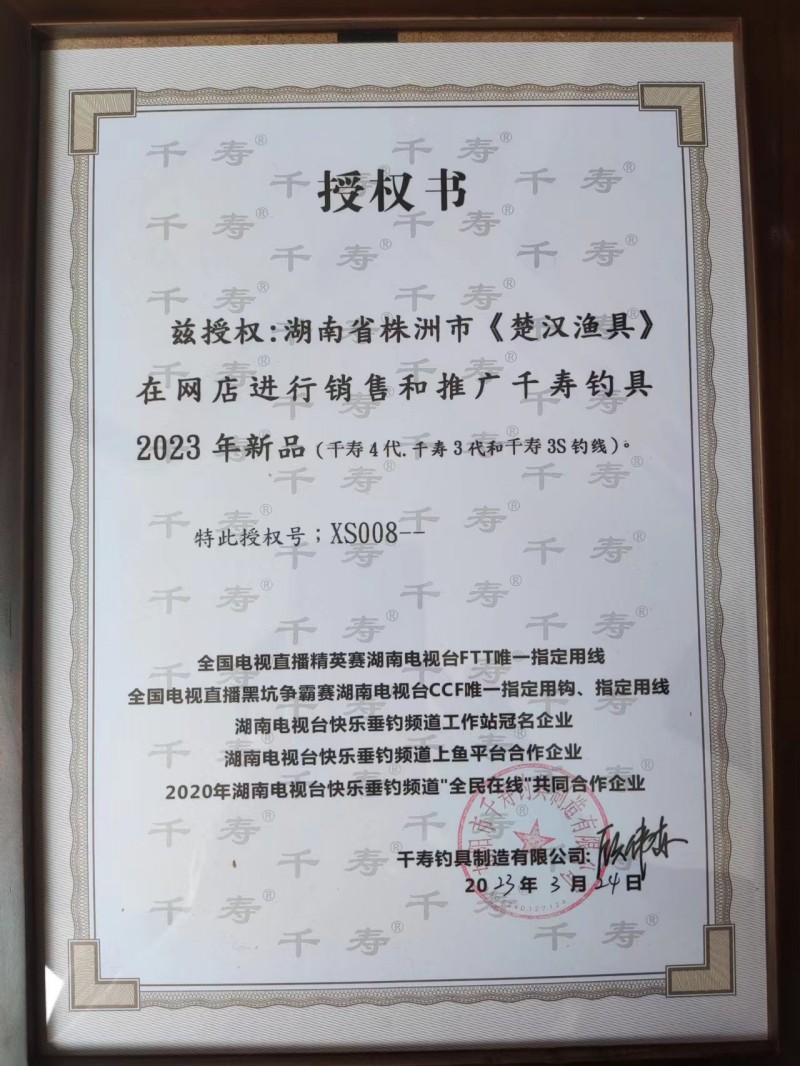 授权书
兹授权:湖南省株洲市《楚汉渔具》
在网店进行销售和推广千寿钓具
2023年新品(千寿4代.千寿3代和千寿3S钓线)。
特此授权号;XS008--
全国电视直播精英赛湖南电视台FTT唯一指定用线
全国电视直播黑坑争霸赛湖南电视台CCF唯一指定用钩、指定用线
湖南电视台快乐垂钓频道工作站冠名企业
湖南电视台快乐垂钓频道上鱼平台合作企业
2020年湖南电视台快乐垂钓频道"全民在线"共同合作企业
千寿钓具制造有限公司:
2023年3月24日
千寿®